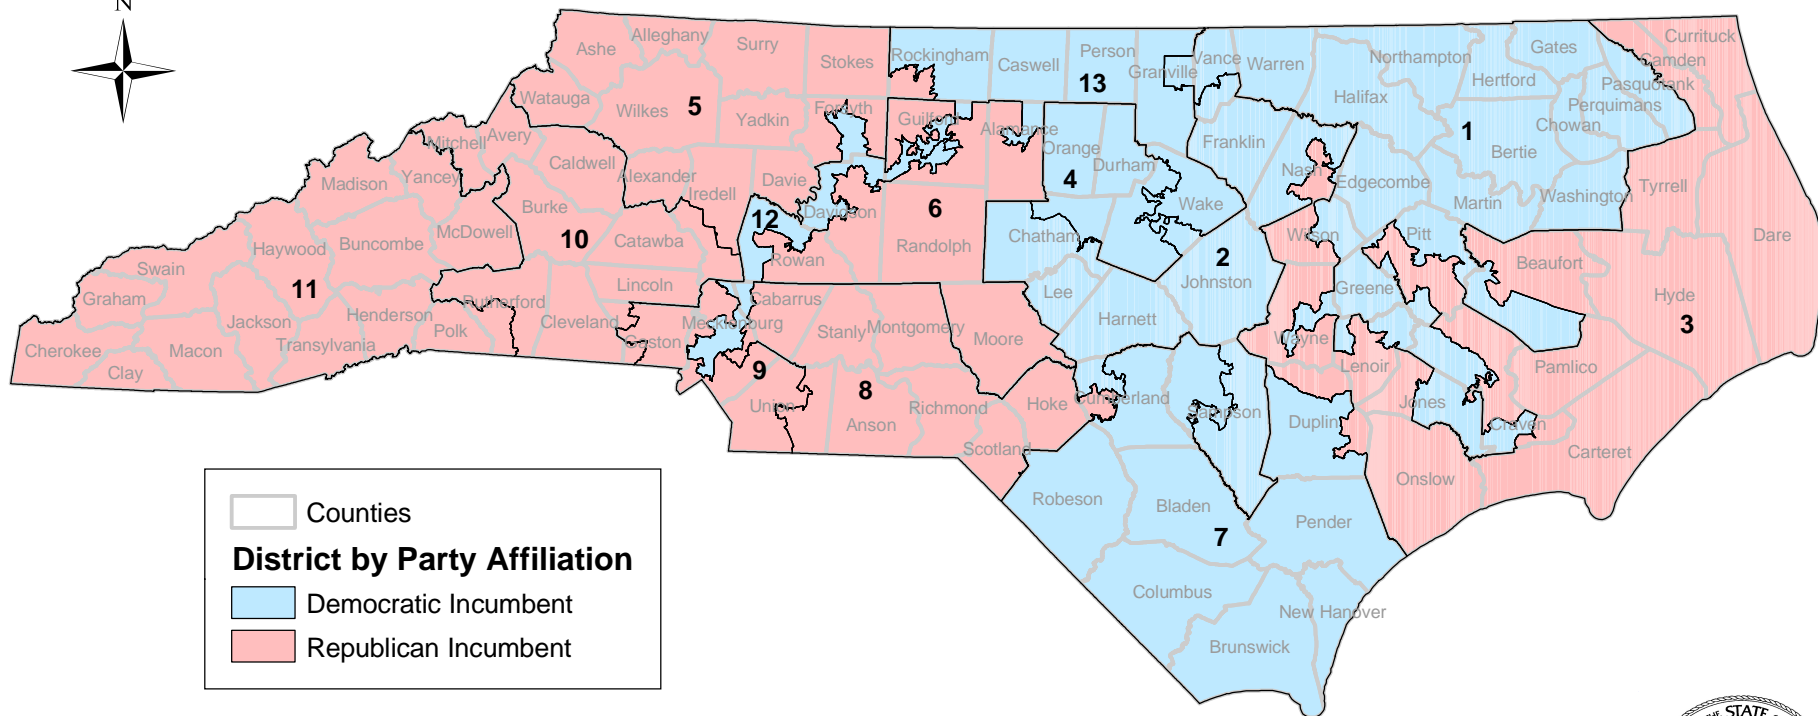 N
Ashe
Alleghany
Surry
Stokes
Rockingham
Caswell
Person
Granville
Vance
Warren
Northampton
Gates
Hertford
Currituck
Camden
Pasquotank
Perquimans
Chowan
Watauga
Wilkes
5
Yadkin
Forsyth
Guilford
Alamance
13
Orange
Durham
Franklin
Halifax
1
Bertie
Mitchell
Avery
Caldwell
Alexander
Iredell
Davie
4
Wake
Nash
Edgecombe
Martin
Washington
Tyrrell
Dare
Madison
Yancey
Burke
12
Davidson
6
Randolph
Chatham
Wilson
Pitt
Haywood
Buncombe
McDowell
10
Catawba
Rowan
2
Johnston
Beaufort
Swain
Graham
11
Lincoln
Cabarrus
Lee
Harnett
Greene
Hyde
3
Rutherford
Cleveland
Gaston
Mecklenburg
Stanly
Montgomery
Moore
Wayne
Lenoir
Pamlico
Cherokee
Macon
Jackson
Transylvania
Henderson
Polk
Clay
9
8
Union
Anson
Richmond
Hoke
Cumberland
Sampson
Duplin
Jones
Craven
Carteret
Scotland
Onslow
Robeson
Bladen
7
Pender
Columbus
New Hanover
Brunswick
Counties
District by Party Affiliation
Democratic Incumbent
Republican Incumbent
THE STATE